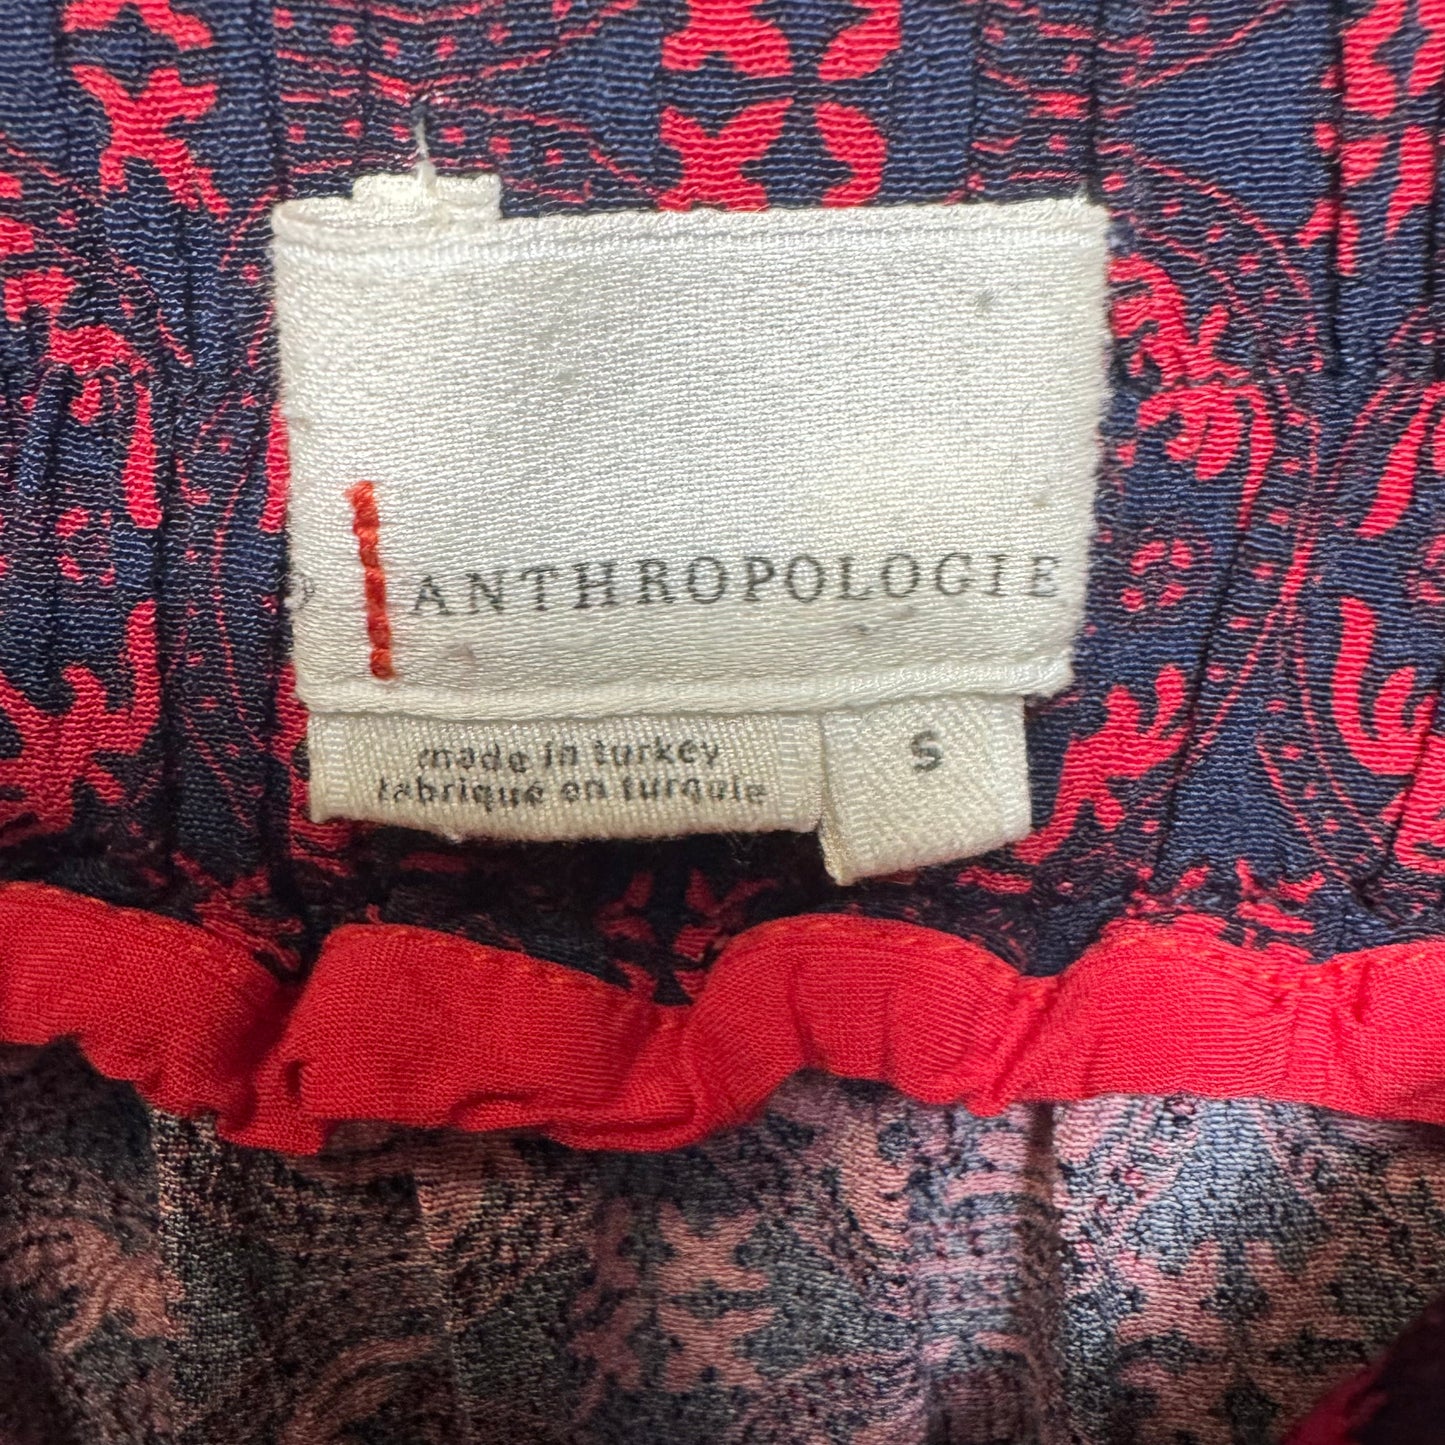 ANTHROPOLOGIE
made in turkey
fabriqué en turquie
S